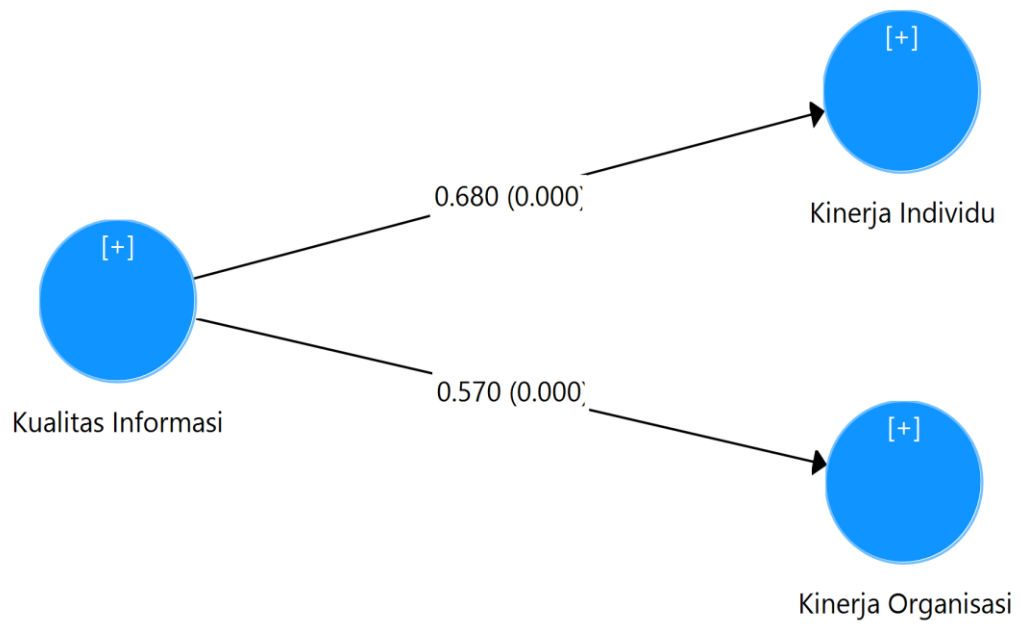 [+]
Kinerja Individu
0.680 (0.000)
[+]
Kualitas Informasi
0.570 (0.000)
[+]
Kinerja Organisasi